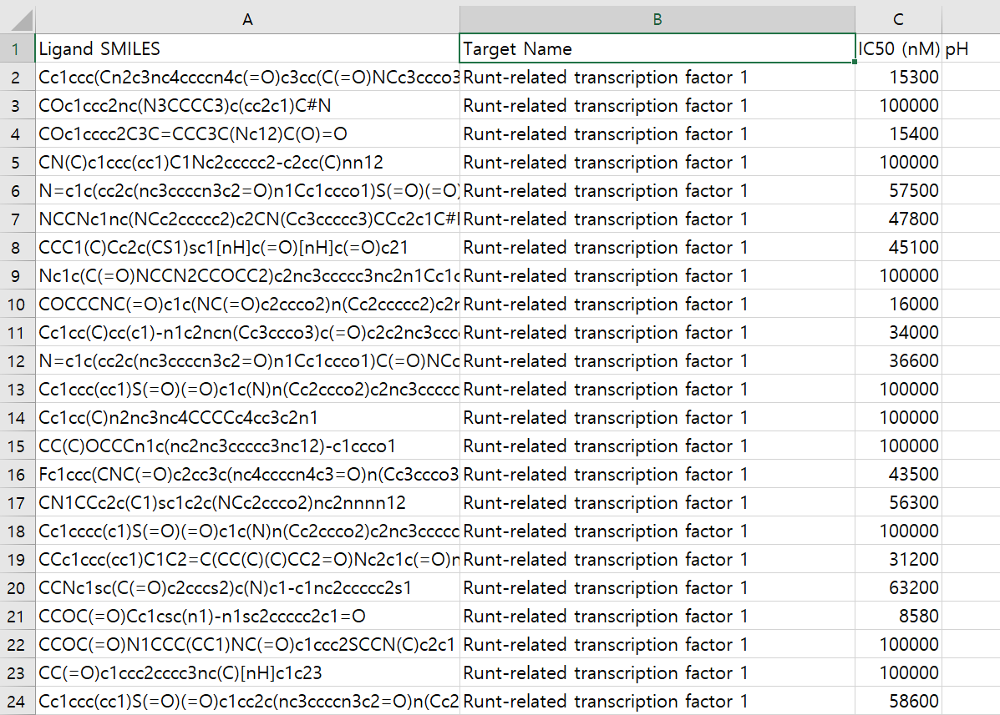 A B C
1 Ligand SMILES Target Name IC50 (nM) pH
2 Cc1ccc(Cn2c3nc4ccccn4c(=O)c3cc(C(=O)NCc3ccco3 Runt-related transcription factor 1 15300
3 COc1ccc2nc(N3CCCC3)c(cc2c1)C#N Runt-related transcription factor 1 100000
4 COc1cccc2C3C=CCC3C(Nc12)C(O)=O Runt-related transcription factor 1 15400
5 CN(C)c1ccc(cc1)C1Nc2ccccc2-c2cc(C)nn12 Runt-related transcription factor 1 100000
6 N=c1c(cc2c(nc3ccccn3c2=O)n1Cc1ccco1)S(=O)(=O) Runt-related transcription factor 1 57500
7 NCCNc1nc(NCc2ccccc2)c2CN(Cc3ccccc3)CCc2c1C# Runt-related transcription factor 1 47800
8 CCC1(C)Cc2c(CS1)sc1[nH]c(=O)[nH]c(=O)c21 Runt-related transcription factor 1 45100
9 Nc1c(C(=O)NCCN2CCOCC2)c2nc3ccccc3nc2n1Cc1c Runt-related transcription factor 1 100000
10 COCCCNC(=O)c1c(NC(=O)c2ccco2)n(Cc2ccccc2)c2r Runt-related transcription factor 1 16000
11 Cc1cc(C)cc(c1)-n1c2ncn(Cc3ccco3)c(=O)c2c2nc3ccc Runt-related transcription factor 1 34000
12 N=c1c(cc2c(nc3ccccn3c2=O)n1Cc1ccco1)C(=O)NCc Runt-related transcription factor 1 36600
13 Cc1ccc(cc1)S(=O)(=O)c1c(N)n(Cc2ccco2)c2nc3ccccc Runt-related transcription factor 1 100000
14 Cc1cc(C)n2nc3nc4CCCCc4cc3c2n1 Runt-related transcription factor 1 100000
15 CC(C)OCCCn1c(nc2nc3ccccc3nc12)-c1ccco1 Runt-related transcription factor 1 100000
16 Fc1ccc(CNC(=O)c2cc3c(nc4ccccn4c3=O)n(Cc3ccco3 Runt-related transcription factor 1 43500
17 CN1CCc2c(C1)sc1c2c(NCc2ccco2)nc2nnnn12 Runt-related transcription factor 1 56300
18 Cc1cccc(c1)S(=O)(=O)c1c(N)n(Cc2ccco2)c2nc3ccccc Runt-related transcription factor 1 100000
19 CCc1ccc(cc1)C1C2=C(CC(C)(C)CC2=O)Nc2c1c(=O)n Runt-related transcription factor 1 31200
20 CCNc1sc(C(=O)c2cccs2)c(N)c1-c1nc2ccccc2s1 Runt-related transcription factor 1 63200
21 CCOC(=O)Cc1csc(n1)-n1sc2ccccc2c1=O Runt-related transcription factor 1 8580
22 CCOC(=O)N1CCC(CC1)NC(=O)c1ccc2SCCN(C)c2c1 Runt-related transcription factor 1 100000
23 CC(=O)c1ccc2cccc3nc(C)[nH]c1c23 Runt-related transcription factor 1 100000
24 Cc1ccc(cc1)S(=O)(=O)c1cc2c(nc3ccccn3c2=O)n(Cc2 Runt-related transcription factor 1 58600